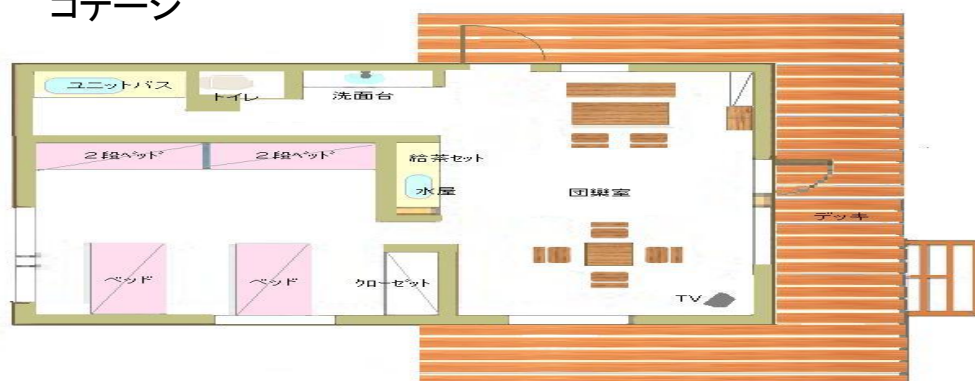 コテージ
ユニットバス
トイレ
洗面台
2段ベッド
2段ベッド
給茶セット
水屋
団欒室
デッキ
ベッド
ベッド
クローゼット
TV